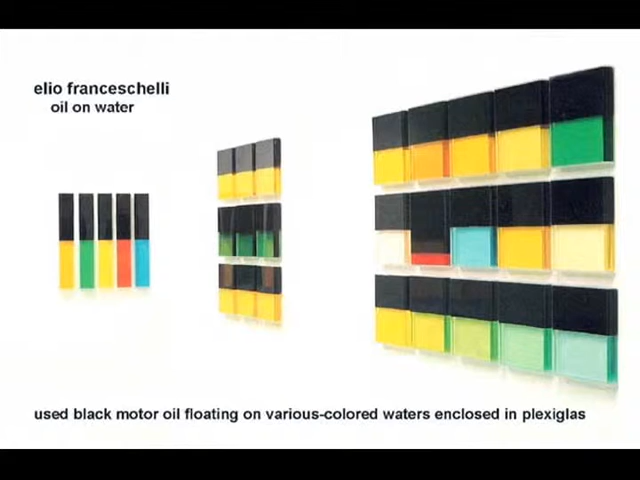 elio franceschelli
oil on water
used black motor oil floating on various-colored waters enclosed in plexiglas